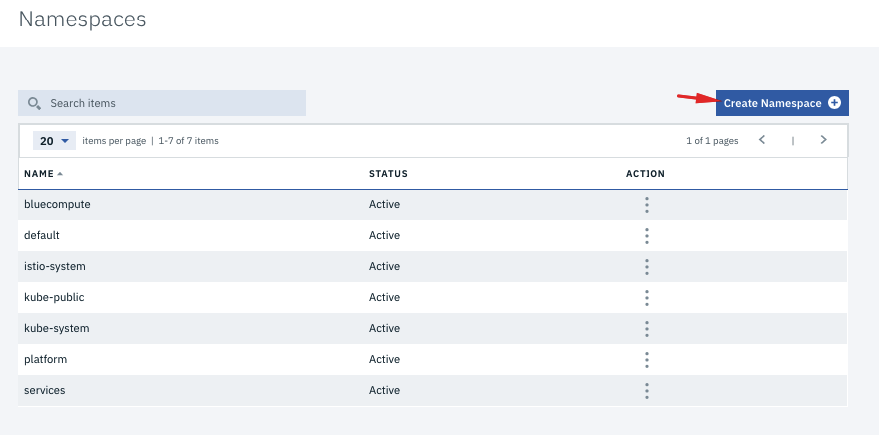 Namespaces
Search items
Create Namespace
20 items per page | 1-7 of 7 items 1 of 1 pages |
NAME STATUS ACTION
bluecompute Active
default Active
istio-system Active
kube-public Active
kube-system Active
platform Active
services Active